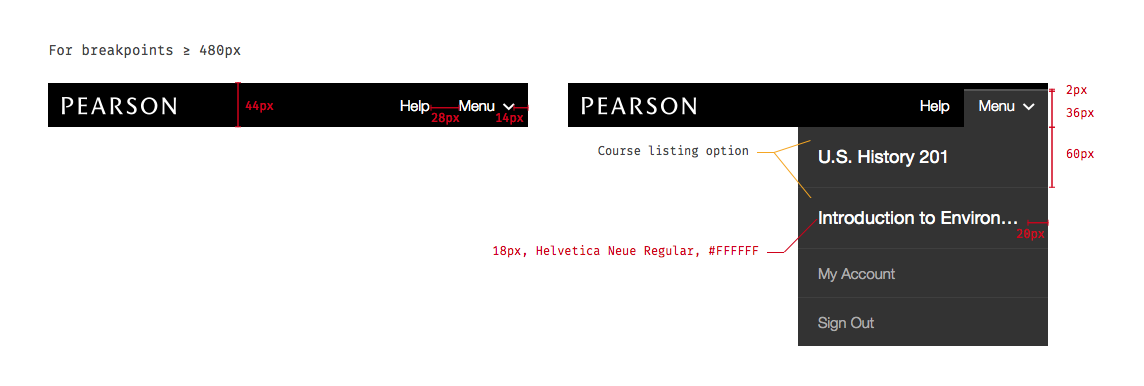 For breakpoints ≥ 480px
PEARSON
44px
Help
28px
Menu
14px
PEARSON
Help
Menu
2px
36px
60px
Course listing option
U.S. History 201
Introduction to Environ…
20px
18px, Helvetica Neue Regular, #FFFFFF
My Account
Sign Out